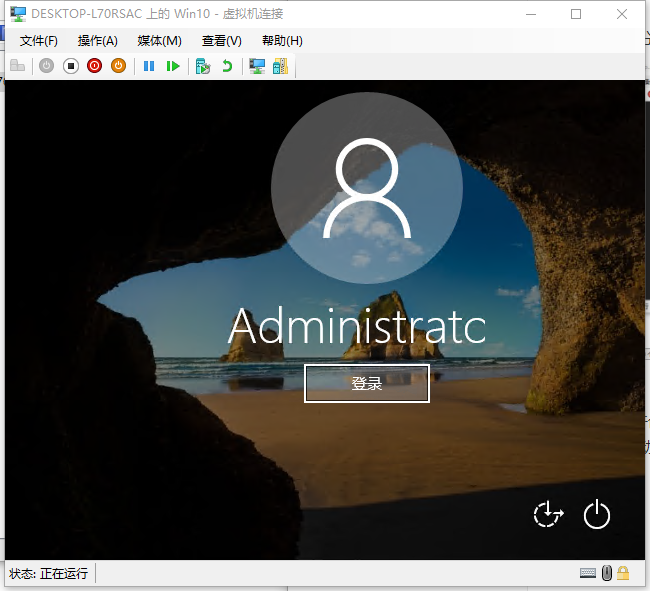 DESKTOP-L70RSAC 上的 Win10 - 虚拟机连接
文件(F) 操作(A) 媒体(M) 查看(V) 帮助(H)
Administratc
登录
状态: 正在运行